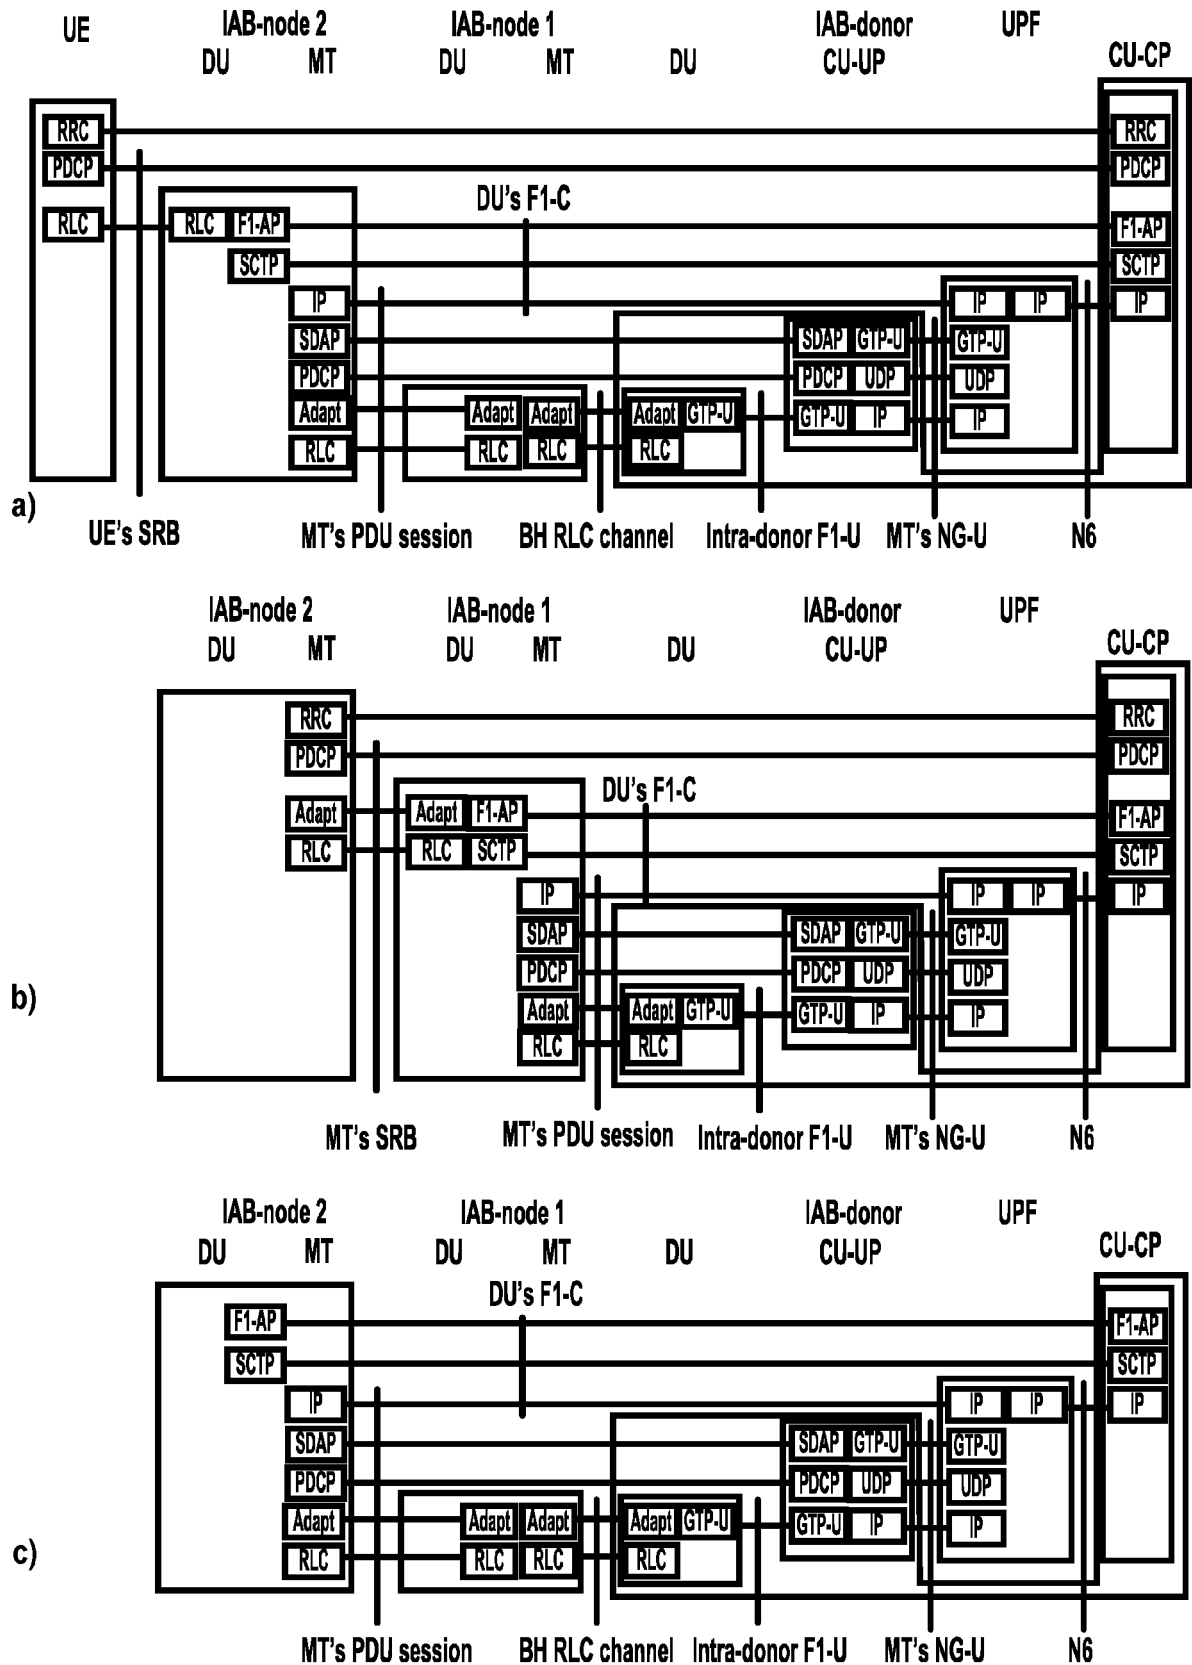 UE IAB-node 2 IAB-node 1 IAB-donor UPF
DU MT DU MT DU CU-UP CU-CP
RRC RRC
PDCP PDCP
DU's F1-C
RLC RLC F1-AP F1-AP
SCTP SCTP
IP IP IP IP
SDAP SDAP GTP-U GTP-U
PDCP PDCP UDP UDP
Adapt Adapt Adapt Adapt GTP-U GTP-U IP IP
RLC RLC RLC RLC
a)
UE's SRB MT's PDU session BH RLC channel Intra-donor F1-U MT's NG-U N6
IAB-node 2 IAB-node 1 IAB-donor UPF
DU MT DU MT DU CU-UP CU-CP
RRC RRC
PDCP PDCP
DU's F1-C
Adapt Adapt F1-AP F1-AP
RLC RLC SCTP SCTP
IP IP IP IP
SDAP SDAP GTP-U GTP-U
PDCP PDCP UDP UDP
b)
Adapt Adapt GTP-U GTP-U IP IP
RLC RLC
MT's SRB MT's PDU session Intra-donor F1-U MT's NG-U N6
IAB-node 2 IAB-node 1 IAB-donor UPF
DU MT DU MT DU CU-UP CU-CP
DU's F1-C
F1-AP F1-AP
SCTP SCTP
IP IP IP IP
SDAP SDAP GTP-U GTP-U
PDCP PDCP UDP UDP
Adapt Adapt Adapt Adapt GTP-U GTP-U IP IP
c)
RLC RLC RLC RLC
MT's PDU session BH RLC channel Intra-donor F1-U MT's NG-U N6